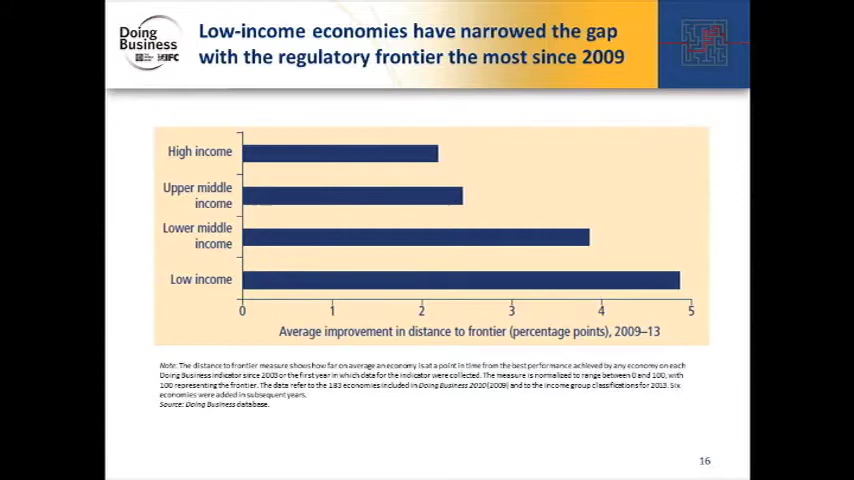 Doing
Business
IFC
Low-income economies have narrowed the gap
with the regulatory frontier the most since 2009
High income
Upper middle
income
Lower middle
income
Low income
0 1 2 3 4 5
Average improvement in distance to frontier (percentage points), 2009–13
Note: The distance to frontier measure shows how far on average an economy is at a point in time from the best performance achieved by any economy on each
Doing Business indicator since 2003 or the first year in which data for the indicator were collected. The measure is normalized to range between 0 and 100, with
100 representing the frontier. The data refer to the 183 economies included in Doing Business 2010 (2009) and to the income group classifications for 2013. Six
economies were added in subsequent years.
Source: Doing Business database.
16